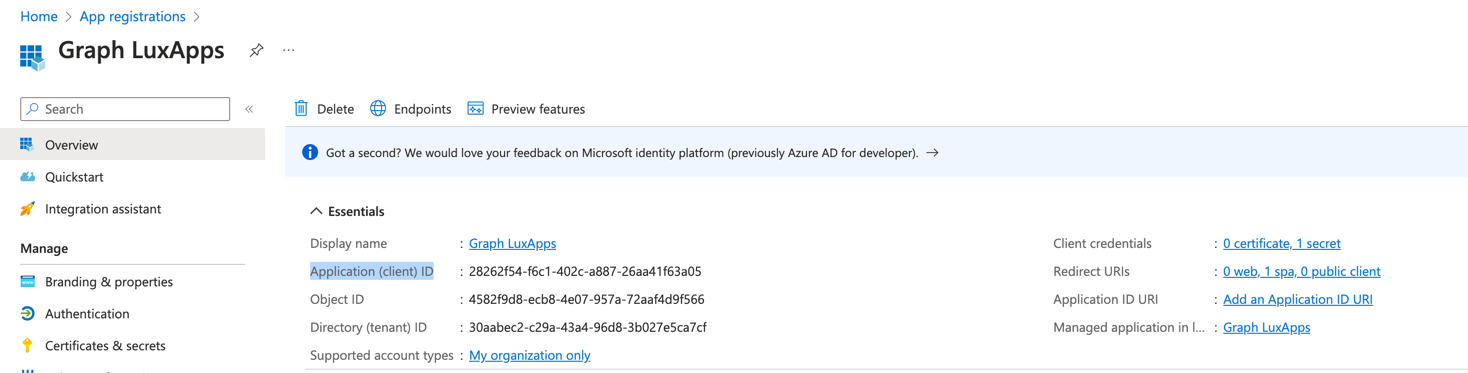 Home > App registrations >
Graph LuxApps ...
Search «
Overview
Quickstart
Integration assistant
Manage
Branding & properties
Authentication
Certificates & secrets
Delete Endpoints Preview features
Got a second? We would love your feedback on Microsoft identity platform (previously Azure AD for developer). →
Essentials
Display name : Graph LuxApps
Application (client) ID : 28262f54-f6c1-402c-a887-26aa41f63a05
Object ID : 4582f9d8-ecb8-4e07-957a-72aaf4d9f566
Directory (tenant) ID : 30aabec2-c29a-43a4-96d8-3b027e5ca7cf
Supported account types : My organization only
Client credentials : 0 certificate, 1 secret
Redirect URIs : 0 web, 1 spa, 0 public client
Application ID URI : Add an Application ID URI
Managed application in l... : Graph LuxApps